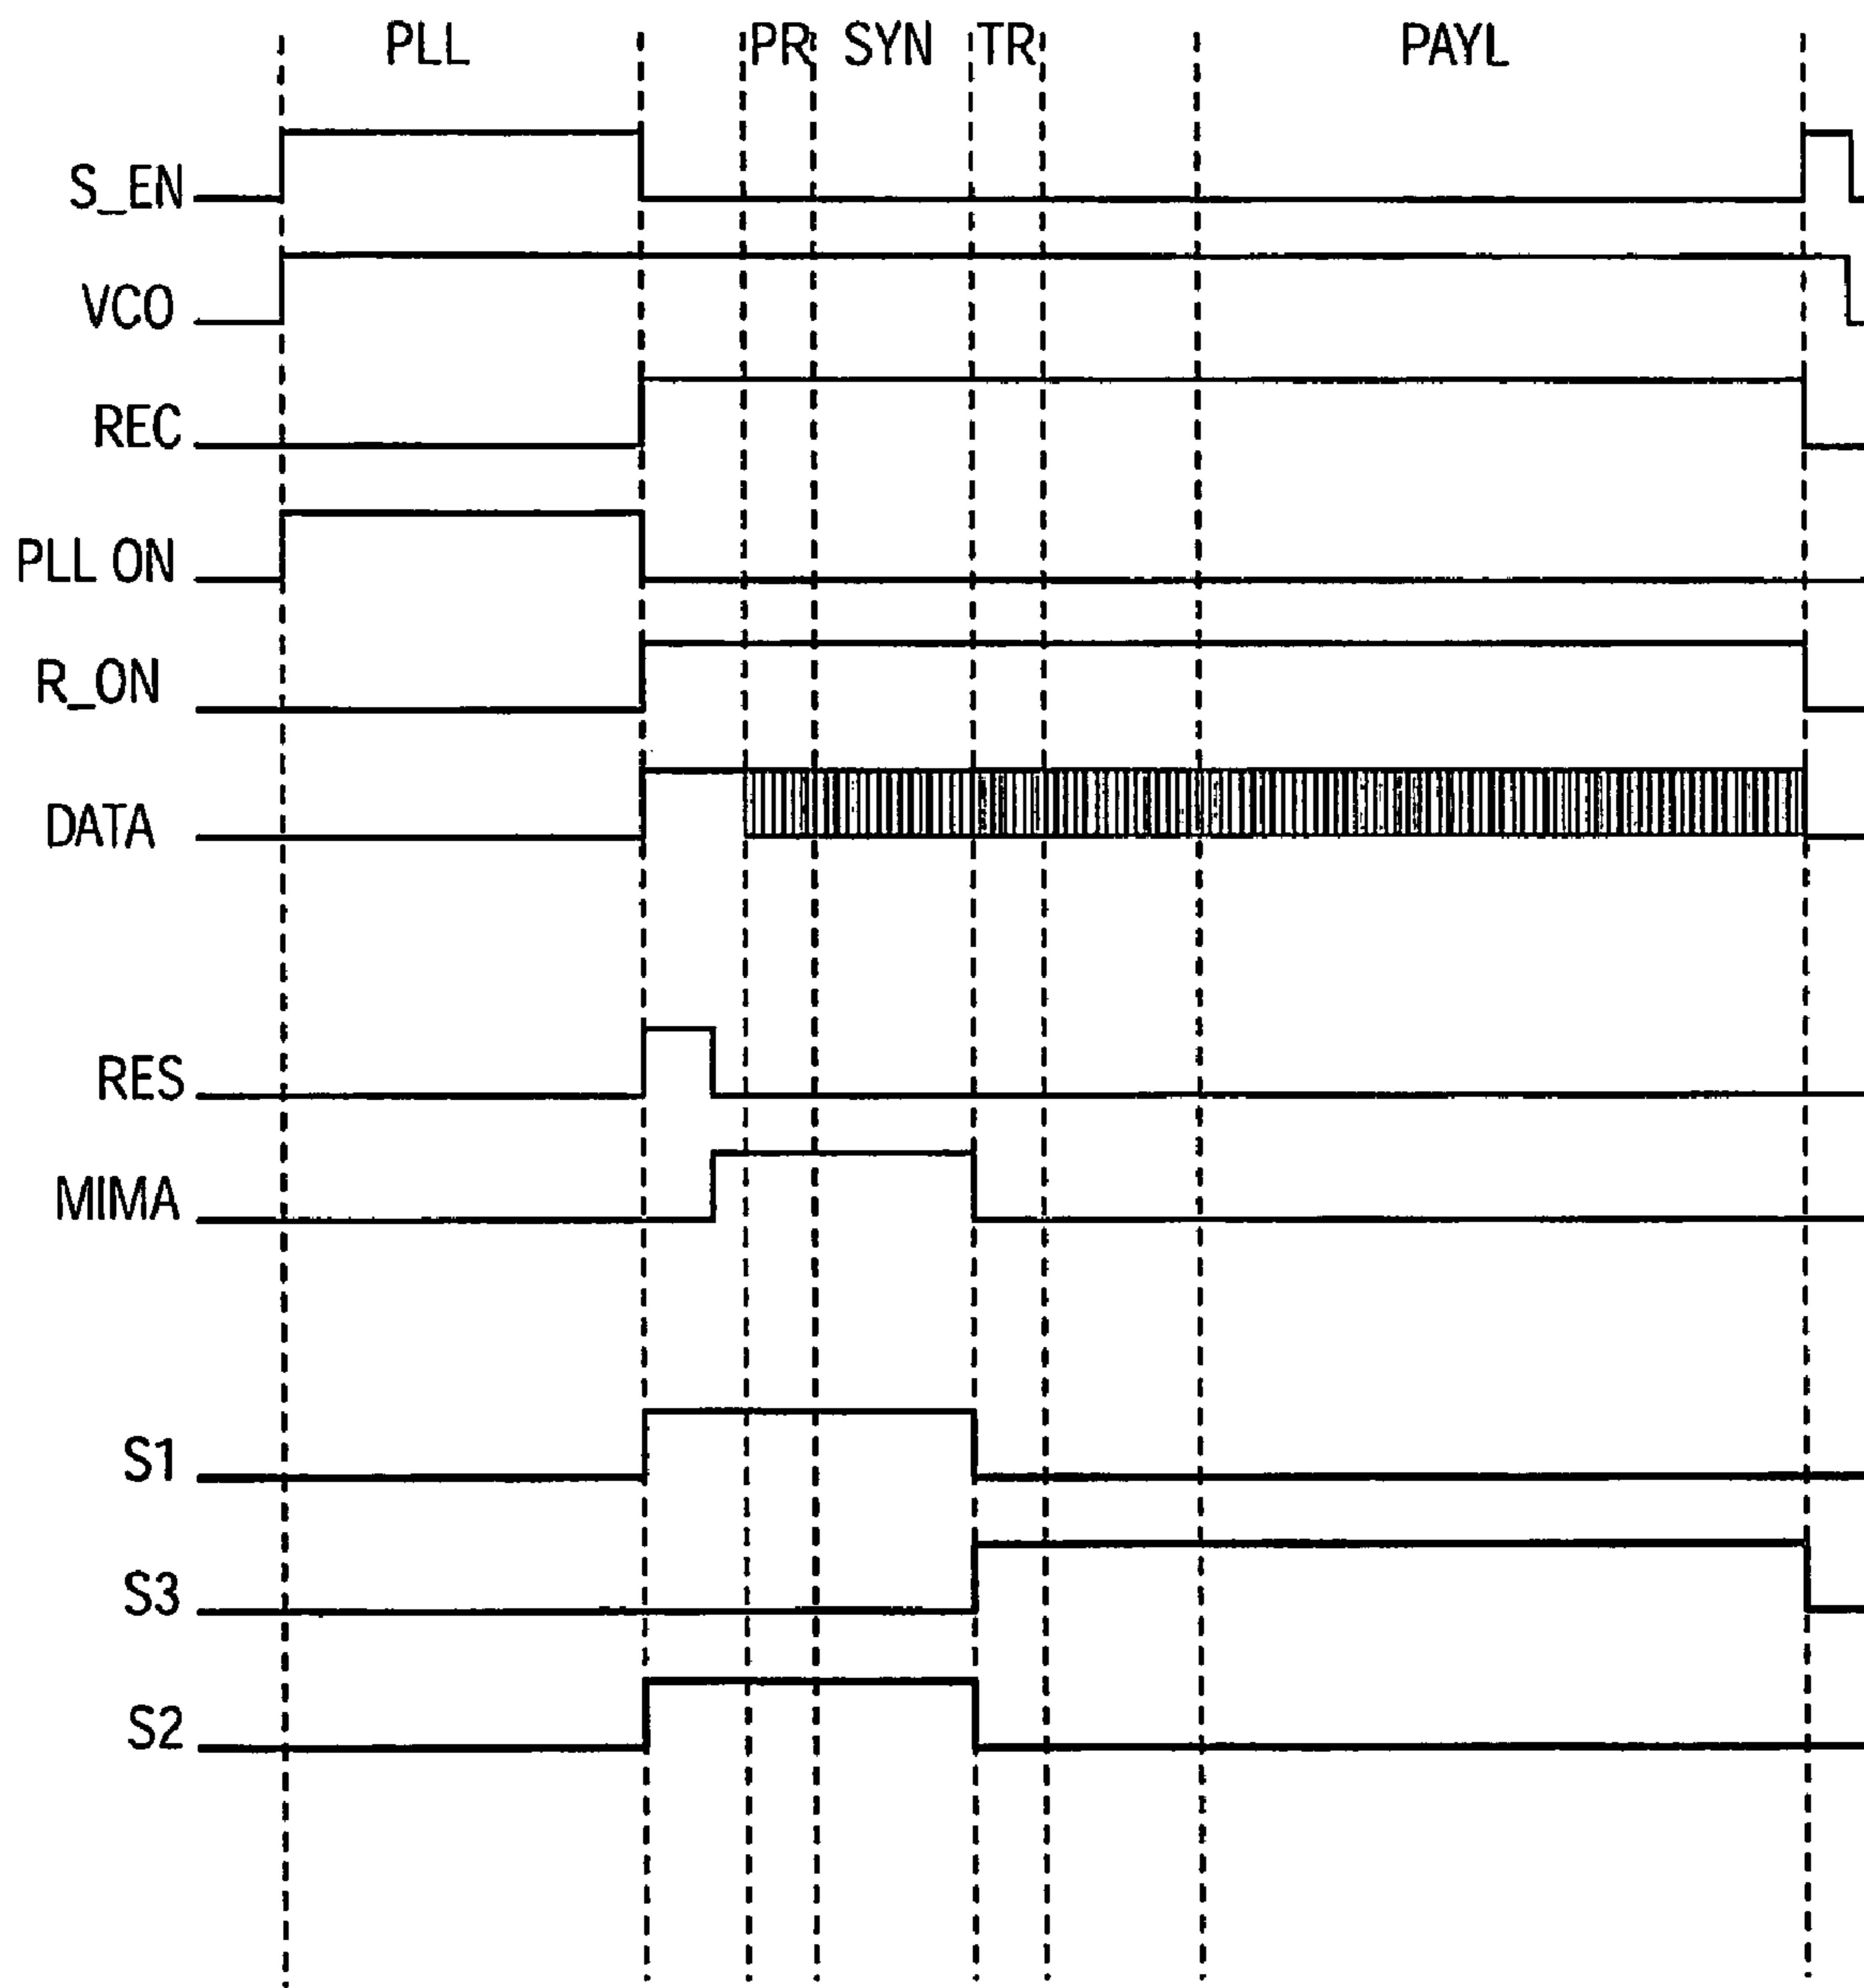 PLL PR SYN TR PAYL
S_EN
VCO
REC
PLL ON
R_ON
DATA
RES
MIMA
S1
S3
S2